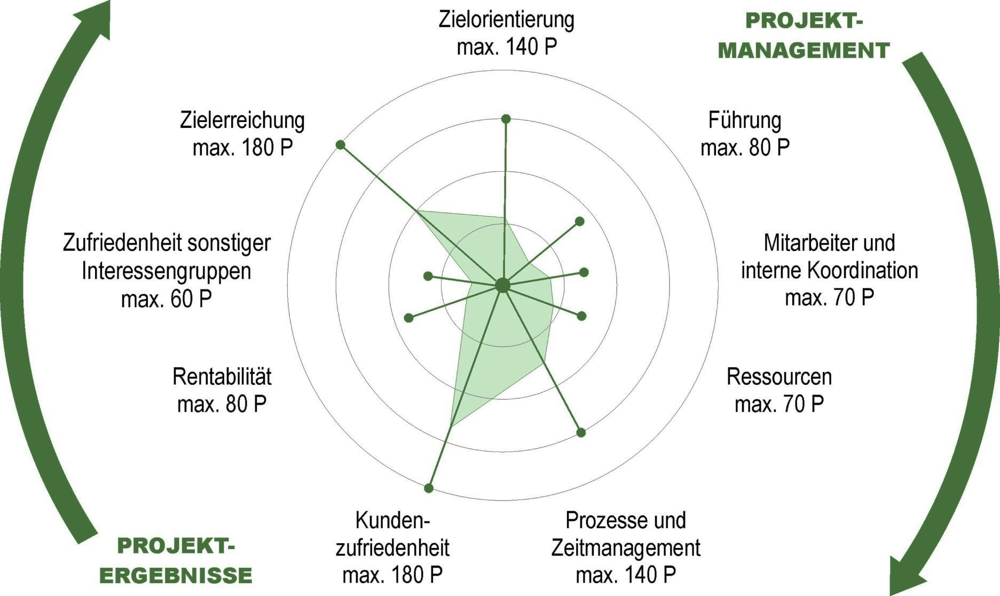 Zielorientierung
max. 140 P
PROJEKT-
MANAGEMENT
Führung
max. 80 P
Mitarbeiter und
interne Koordination
max. 70 P
Ressourcen
max. 70 P
Prozesse und
Zeitmanagement
max. 140 P
Kunden-
zufriedenheit
max. 180 P
PROJEKT-
ERGEBNISSE
Rentabilität
max. 80 P
Zufriedenheit sonstiger
Interessengruppen
max. 60 P
Zielerreichung
max. 180 P